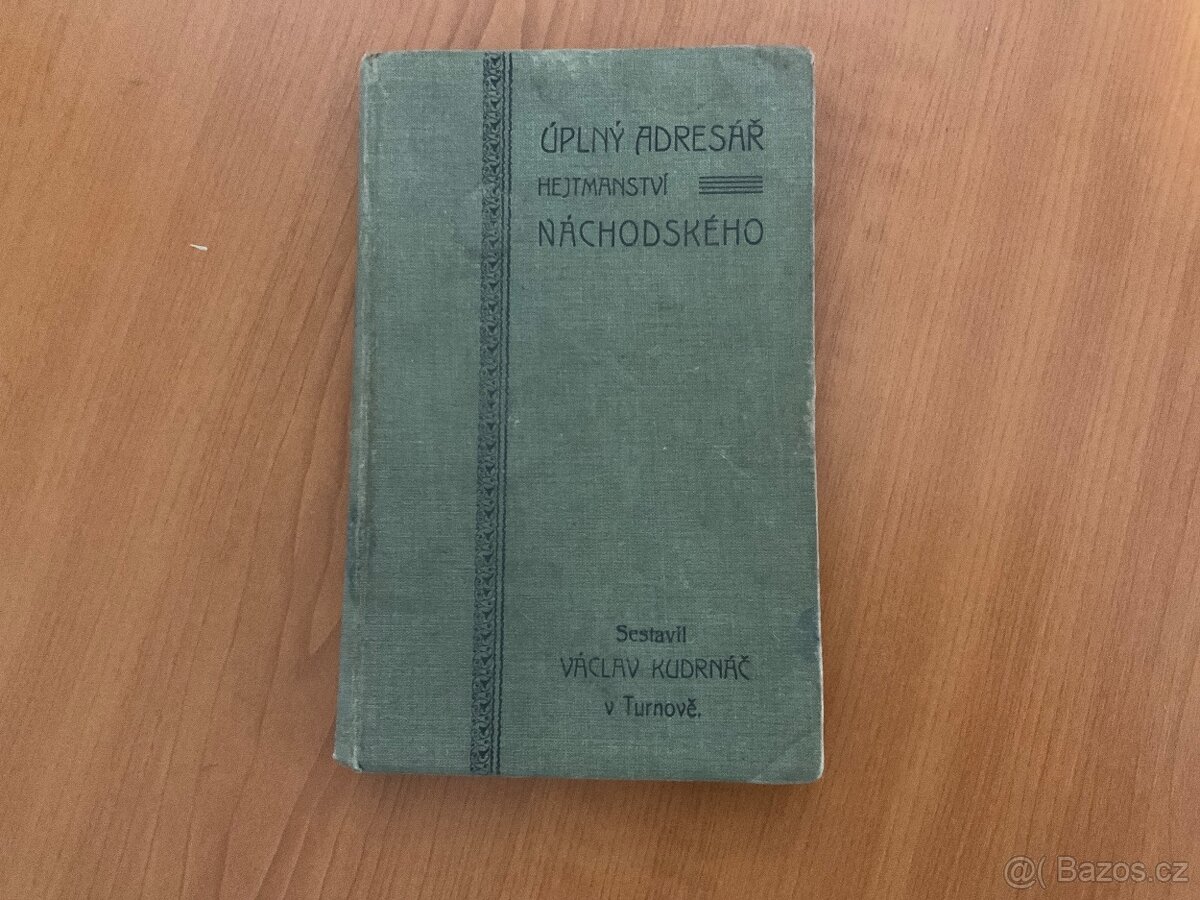 ÚPLNÝ ADRESÁŘ
HEJTMANSTVÍ
NÁCHODSKÉHO
Sestavil
VÁCLAV KUDRNÁČ
v Turnově.
@( Bazos.cz